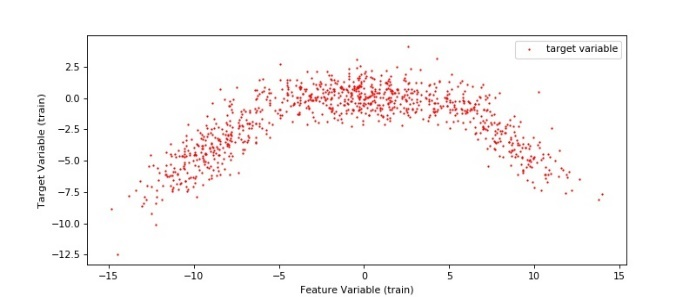 target variable
2.5
0.0
−2.5
−5.0
−7.5
−10.0
−12.5
Target Variable (train)
−15 −10 −5 0 5 10 15
Feature Variable (train)